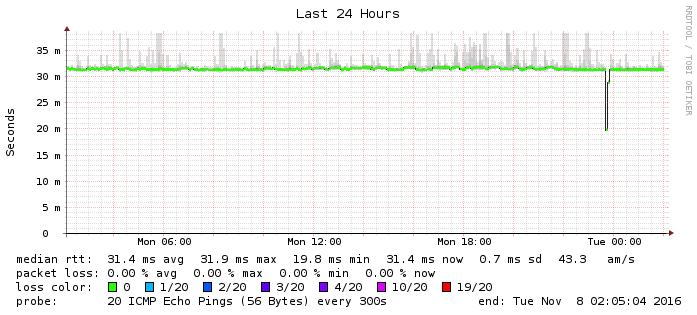 Last 24 Hours
RRDTOOL / TOBI OETIKER
Seconds
35 m
30 m
25 m
20 m
15 m
10 m
5 m
0
Mon 06:00 Mon 12:00 Mon 18:00 Tue 00:00
median rtt: 31.4 ms avg 31.9 ms max 19.8 ms min 31.4 ms now 0.7 ms sd 43.3 am/s
packet loss: 0.00 % avg 0.00 % max 0.00 % min 0.00 % now
loss color: 0 1/20 2/20 3/20 4/20 10/20 19/20
probe: 20 ICMP Echo Pings (56 Bytes) every 300s end: Tue Nov 8 02:05:04 2016